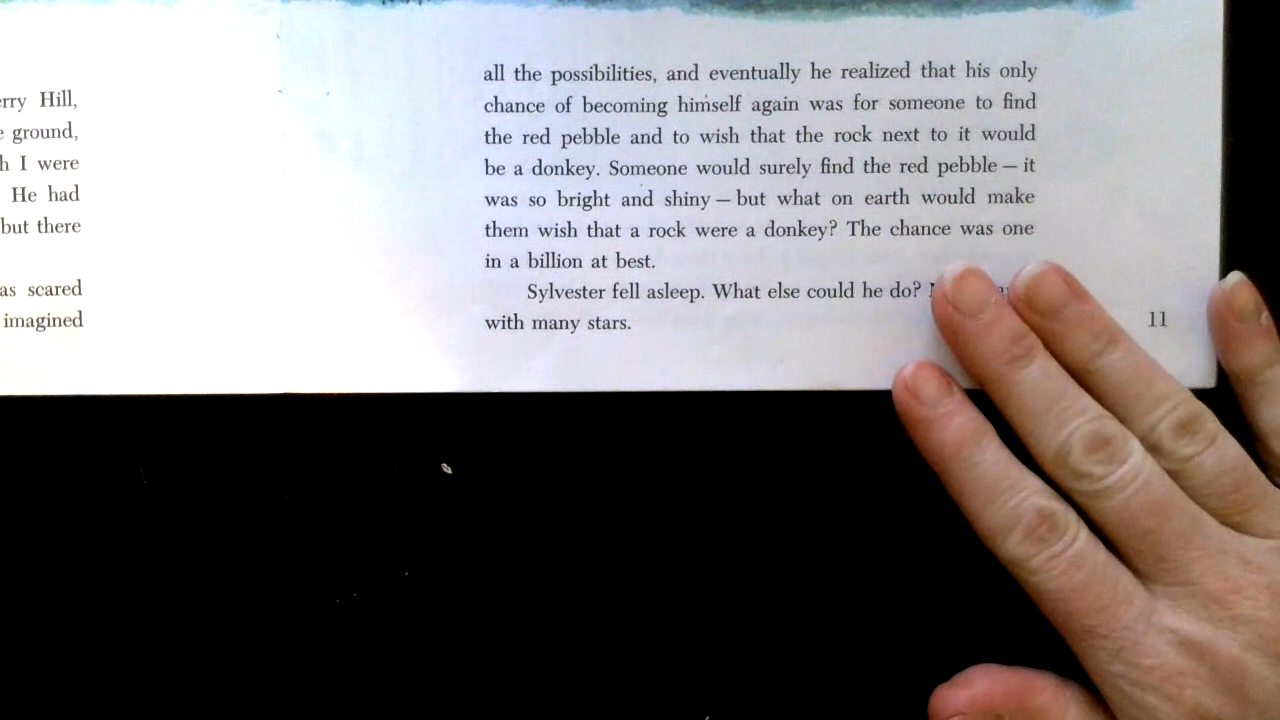 erry Hill,
ground,
h I were
He had
but there
as scared
imagined
all the possibilities, and eventually he realized that his only
chance of becoming himself again was for someone to find
the red pebble and to wish that the rock next to it would
be a donkey. Someone would surely find the red pebble – it
was so bright and shiny – but what on earth would make
them wish that a rock were a donkey? The chance was one
in a billion at best.
Sylvester fell asleep. What else could he do?
with many stars.
11